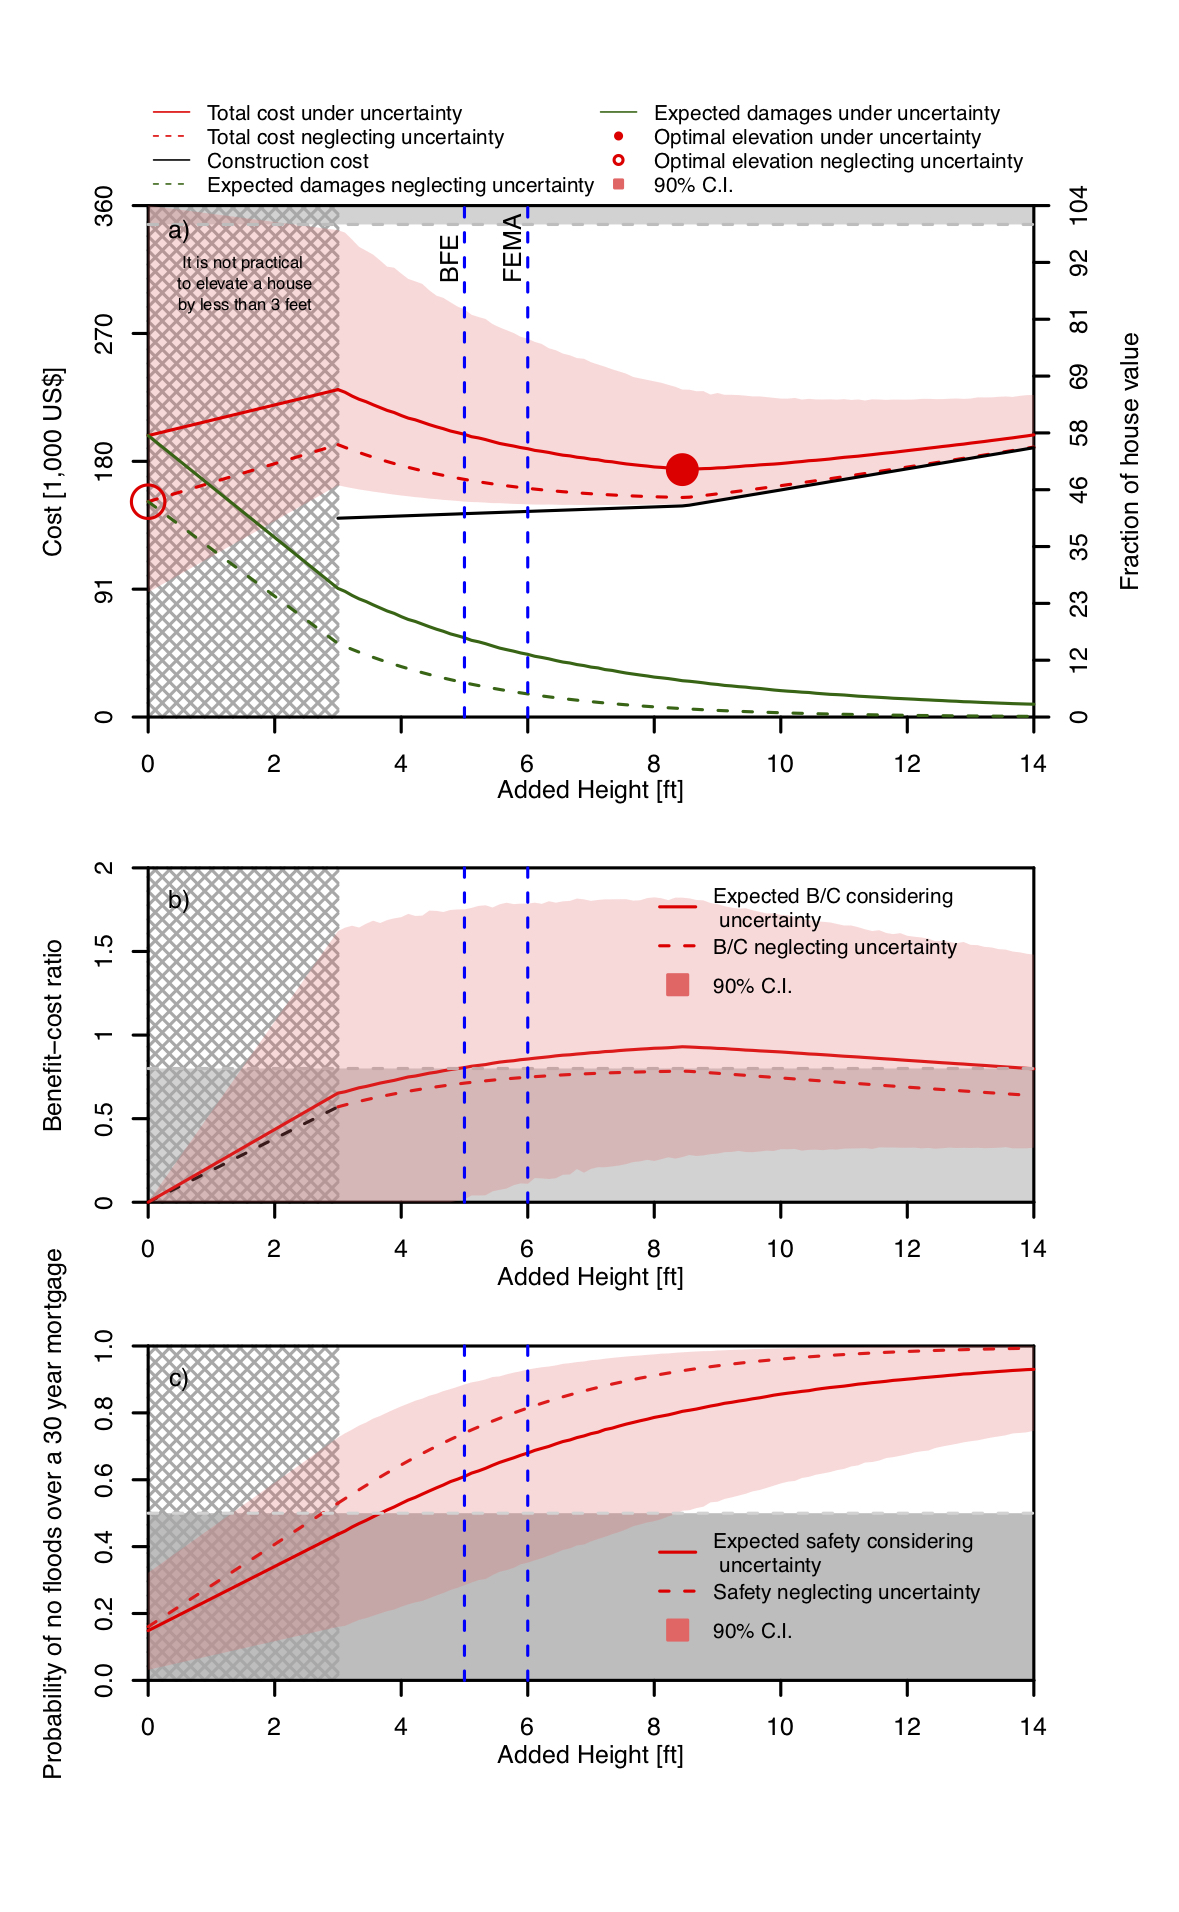 Total cost under uncertainty
Total cost neglecting uncertainty
Construction cost
Expected damages neglecting uncertainty
Expected damages under uncertainty
Optimal elevation under uncertainty
Optimal elevation neglecting uncertainty
90% C.I.
a)
It is not practical
to elevate a house
by less than 3 feet
BFE
FEMA
Cost [1,000 US$]
0 91 180 270 360
Fraction of house value
0 12 23 35 46 58 69 81 92 104
0 2 4 6 8 10 12 14
Added Height [ft]
b)
Expected B/C considering
uncertainty
B/C neglecting uncertainty
90% C.I.
Benefit−cost ratio
0 0.5 1 1.5 2
0 2 4 6 8 10 12 14
Added Height [ft]
c)
Expected safety considering
uncertainty
Safety neglecting uncertainty
90% C.I.
Probability of no floods over a 30 year mortgage
0.0 0.2 0.4 0.6 0.8 1.0
0 2 4 6 8 10 12 14
Added Height [ft]